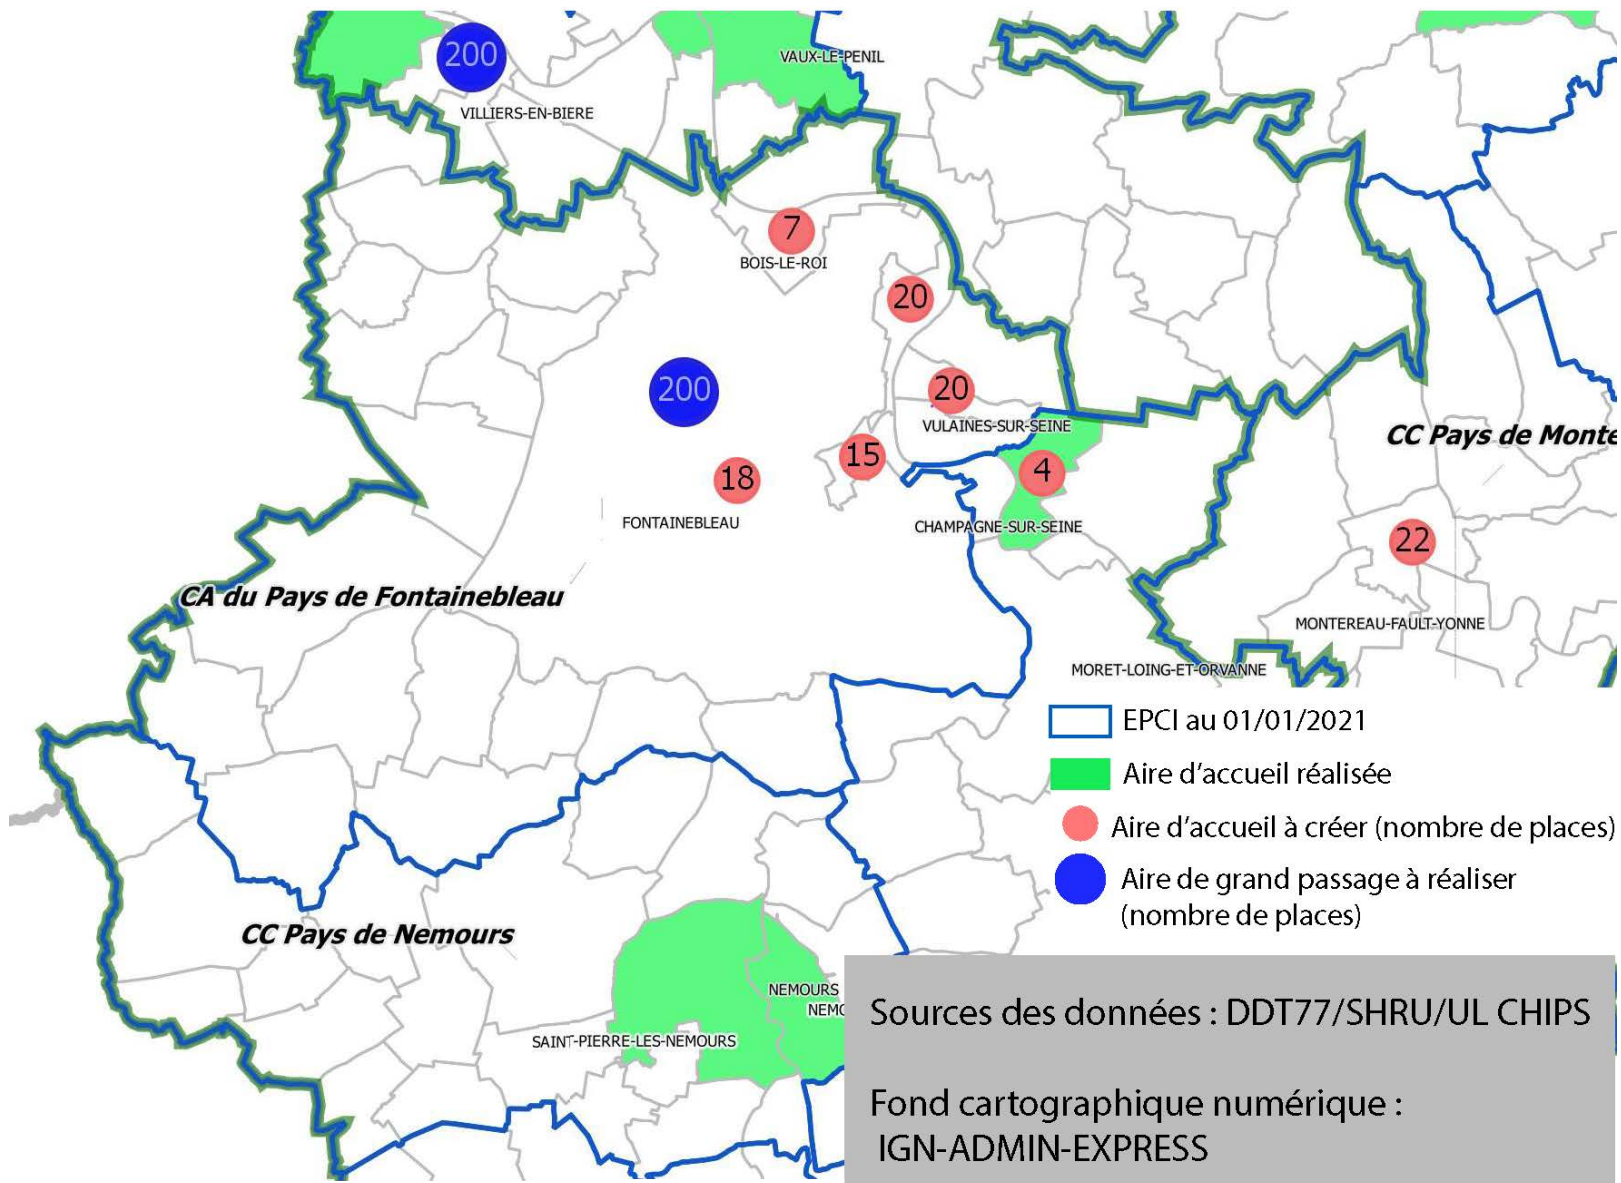 200
VAUX-LE-PENIL
VILLIERS-EN-BIERE
7
BOIS-LE-ROI
20
200
20
VULAINES-SUR-SEINE
CC Pays de Monte
15
4
18
FONTAINEBLEAU
CHAMPAGNE-SUR-SEINE
22
CA du Pays de Fontainebleau
MONTEREAU-FAULT-YONNE
MORET-LOING-ET-ORVANNE
EPCI au 01/01/2021
Aire d'accueil réalisée
Aire d'accueil à créer (nombre de places)
Aire de grand passage à réaliser
(nombre de places)
CC Pays de Nemours
NEMOURS
NEMO
SAINT-PIERRE-LES-NEMOURS
Sources des données : DDT77/SHRU/UL CHIPS
Fond cartographique numérique :
IGN-ADMIN-EXPRESS